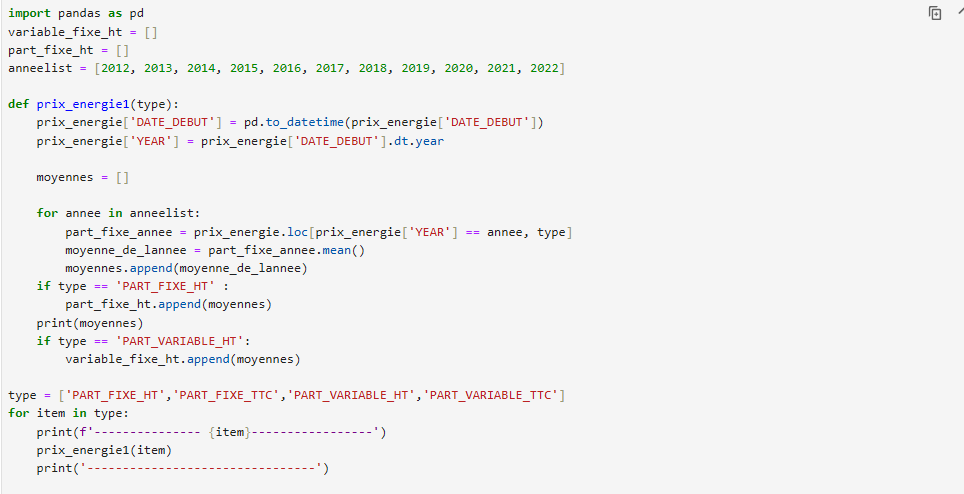 import pandas as pd
variable_fixe_ht = []
part_fixe_ht = []
anneelist = [2012, 2013, 2014, 2015, 2016, 2017, 2018, 2019, 2020, 2021, 2022]

def prix_energie1(type):
    prix_energie['DATE_DEBUT'] = pd.to_datetime(prix_energie['DATE_DEBUT'])
    prix_energie['YEAR'] = prix_energie['DATE_DEBUT'].dt.year

    moyennes = []

    for annee in anneelist:
        part_fixe_annee = prix_energie.loc[prix_energie['YEAR'] == annee, type]
        moyenne_de_lannee = part_fixe_annee.mean()
        moyennes.append(moyenne_de_lannee)
    if type == 'PART_FIXE_HT' :
        part_fixe_ht.append(moyennes)
    print(moyennes)
    if type == 'PART_VARIABLE_HT':
        variable_fixe_ht.append(moyennes)

type = ['PART_FIXE_HT','PART_FIXE_TTC','PART_VARIABLE_HT','PART_VARIABLE_TTC']
for item in type:
    print(f'--------------- {item}-----------------')
    prix_energie1(item)
    print('--------------------------------')